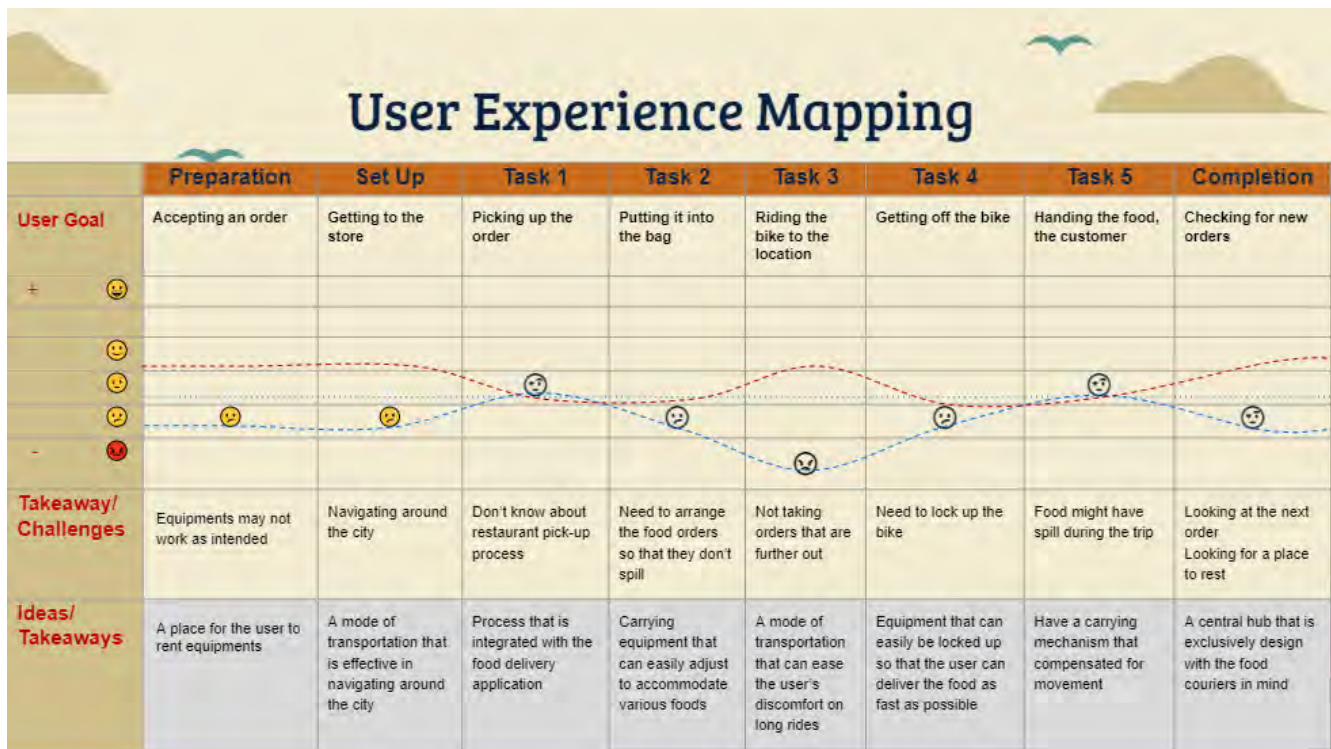 User Experience Mapping
Preparation
Set Up
Task 1
Task 2
Task 3
Task 4
Task 5
Completion
User Goal
Accepting an order
Getting to the
store
Picking up the
order
Putting it into
the bag
Riding the
bike to the
location
Getting off the bike
Handing the food,
the customer
Checking for new
orders
+
-
Takeaway/
Challenges
Equipments may not
work as intended
Navigating around
the city
Don't know about
restaurant pick-up
process
Need to arrange
the food orders
so that they don't
spill
Not taking
orders that are
further out
Need to lock up the
bike
Food might have
spill during the trip
Looking at the next
order
Looking for a place
to rest
Ideas/
Takeaways
A place for the user to
rent equipments
A mode of
transportation that
is effective in
navigating around
the city
Process that is
integrated with the
food delivery
application
Carrying
equipment that
can easily adjust
to accommodate
various foods
A mode of
transportation
that can ease
the user's
discomfort on
long rides
Equipment that can
easily be locked up
so that the user can
deliver the food as
fast as possible
Have a carrying
mechanism that
compensated for
movement
A central hub that is
exclusively design
with the food
couriers in mind